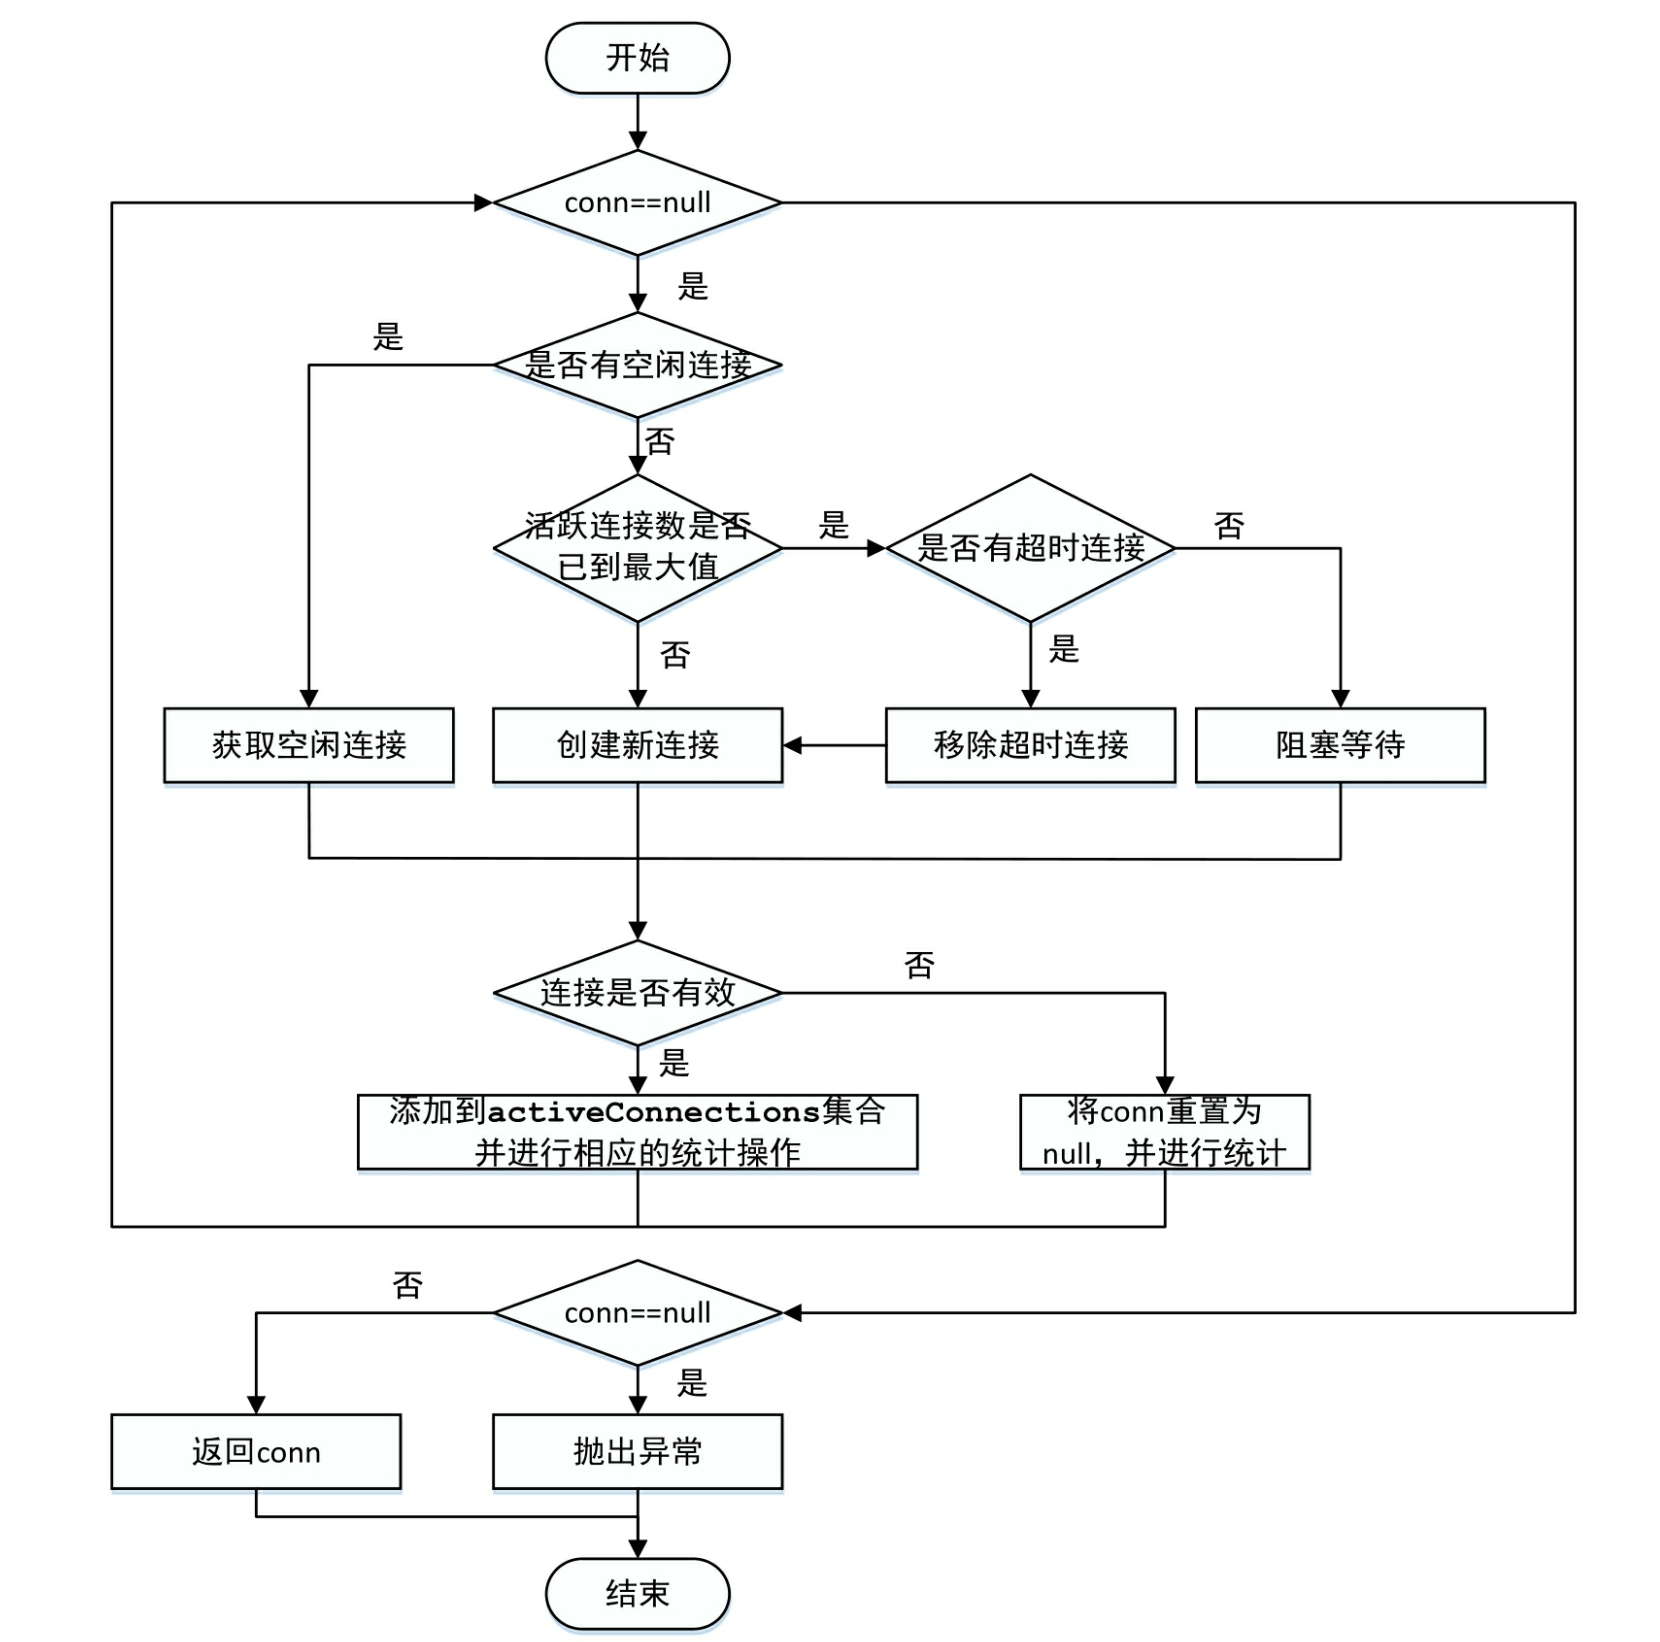 开始
conn==null
是
是
是否有空闲连接
否
活跃连接数是否
已到最大值
是
是否有超时连接
否
否
是
获取空闲连接
创建新连接
移除超时连接
阻塞等待
连接是否有效
否
是
添加到activeConnections集合
并进行相应的统计操作
将conn重置为
null，并进行统计
否
conn==null
是
返回conn
抛出异常
结束